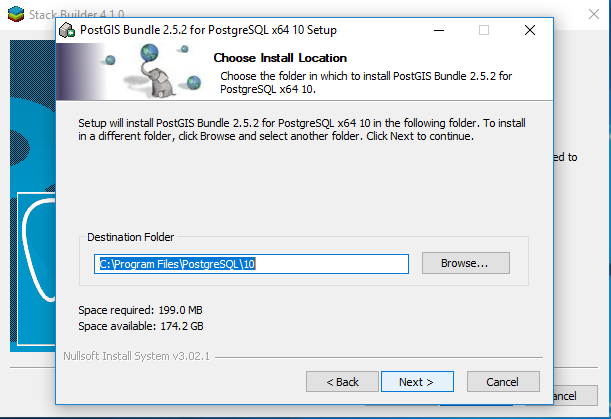 Stack Builder 4.1.0
PostGIS Bundle 2.5.2 for PostgreSQL x64 10 Setup
Choose Install Location
Choose the folder in which to install PostGIS Bundle 2.5.2 for
PostgreSQL x64 10.
Setup will install PostGIS Bundle 2.5.2 for PostgreSQL x64 10 in the following folder. To install
in a different folder, click Browse and select another folder. Click Next to continue.
ed to
Destination Folder
C:\Program Files\PostgreSQL\10
Browse...
Space required: 199.0 MB
Space available: 174.2 GB
Nullsoft Install System v3.02.1
< Back
Next >
Cancel
ancel